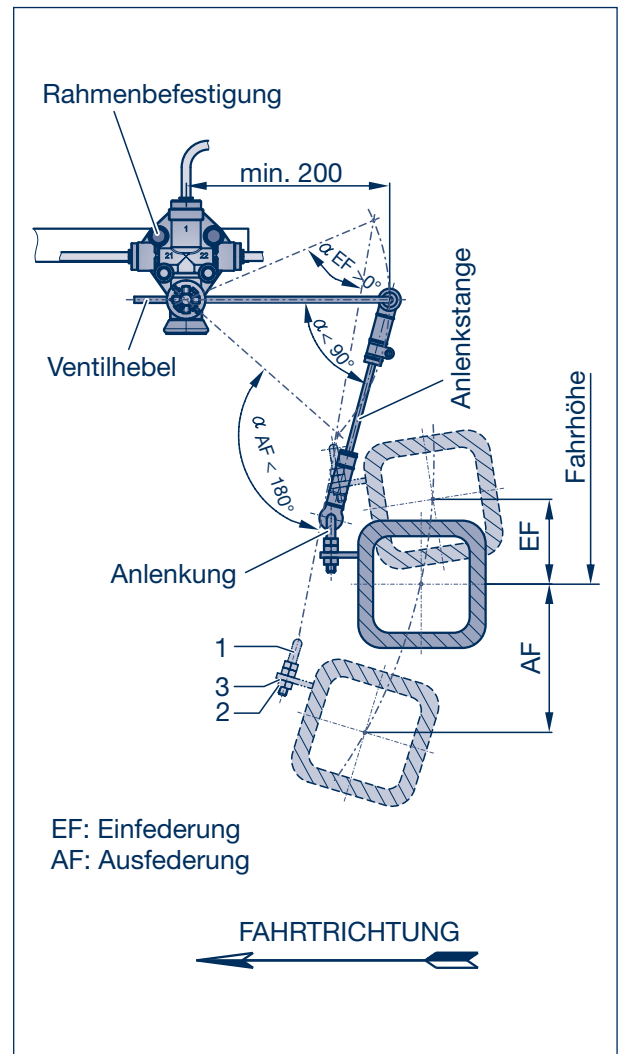 Rahmenbefestigung
min. 200
1
21
22
α EF >0°
α < 90°
Ventilhebel
Anlenkstange
α AF < 180°
Fahrhöhe
EF
Anlenkung
AF
1
3
2
EF: Einfederung
AF: Ausfederung
FAHRTRICHTUNG